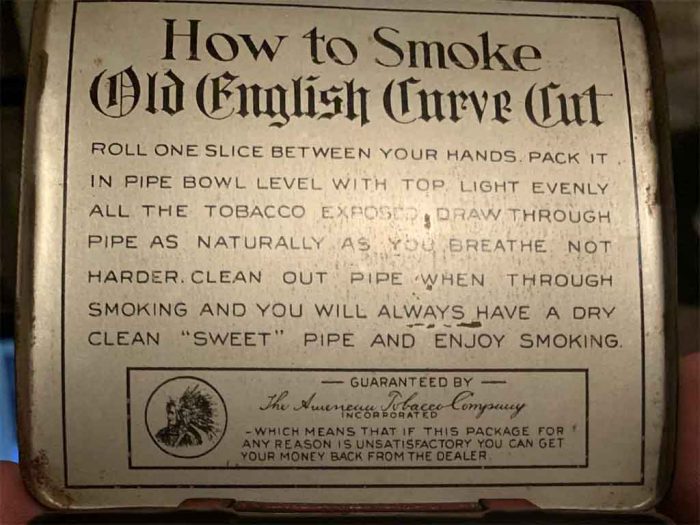 How to Smoke
Old English Curve Cut
ROLL ONE SLICE BETWEEN YOUR HANDS. PACK IT
IN PIPE BOWL LEVEL WITH TOP. LIGHT EVENLY
ALL THE TOBACCO EXPOSED, DRAW THROUGH
PIPE AS NATURALLY AS YOU BREATHE NOT
HARDER. CLEAN OUT PIPE WHEN THROUGH
SMOKING AND YOU WILL ALWAYS HAVE A DRY
CLEAN "SWEET" PIPE AND ENJOY SMOKING.
— GUARANTEED BY —
The American Tobacco Company
INCORPORATED
- WHICH MEANS THAT IF THIS PACKAGE FOR
ANY REASON IS UNSATISFACTORY YOU CAN GET
YOUR MONEY BACK FROM THE DEALER.